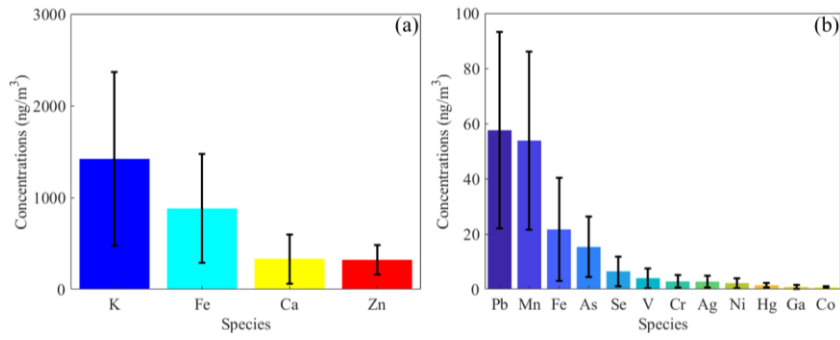 (a)
Concentrations (ng/m³)
3000
2000
1000
0
K Fe Ca Zn
Species
(b)
Concentrations (ng/m³)
100
80
60
40
20
0
Pb Mn Fe As Se V Cr Ag Ni Hg Ga Co
Species